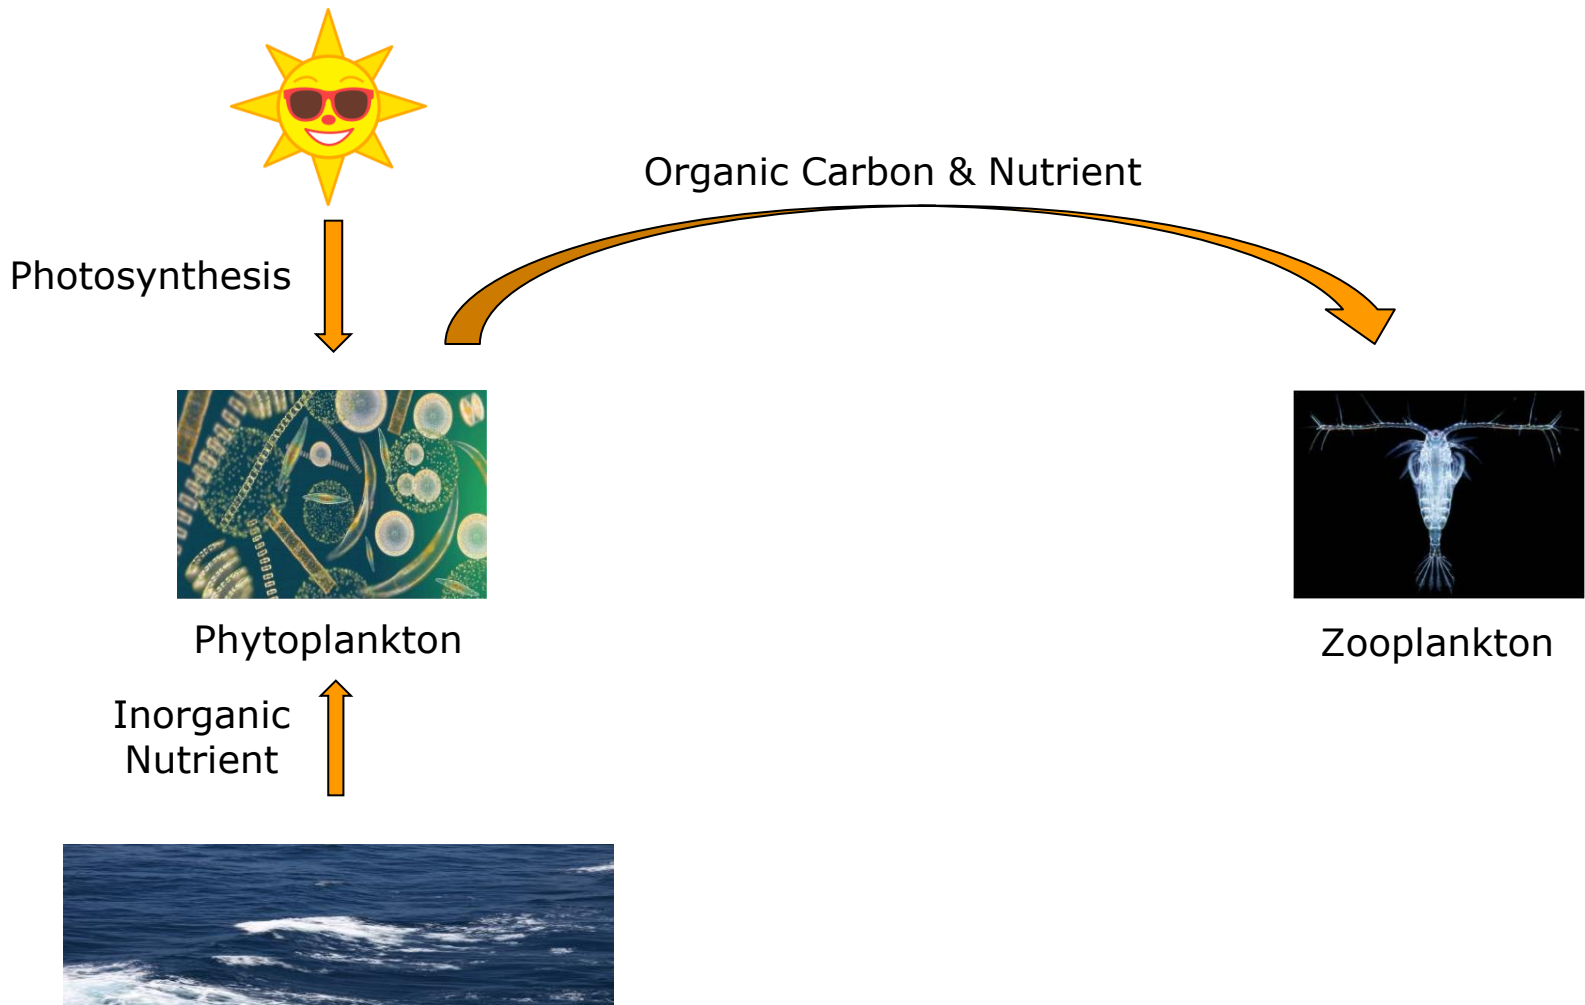 Organic Carbon & Nutrient
Photosynthesis
Phytoplankton
Zooplankton
Inorganic
Nutrient